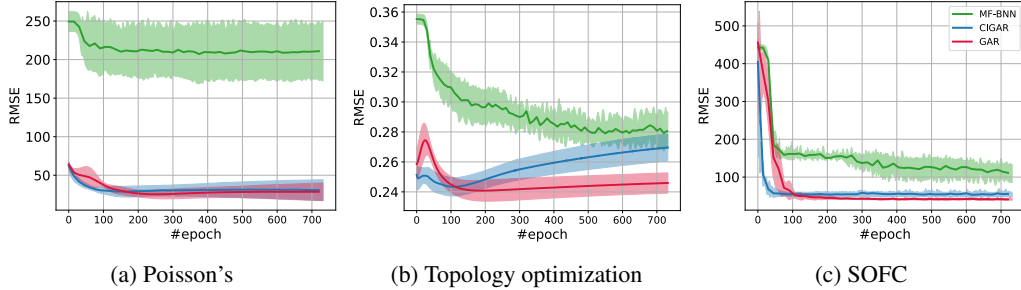 250
200
150
100
50
RMSE
0 100 200 300 400 500 600 700
#epoch
0.36
0.34
0.32
0.30
0.28
0.26
0.24
RMSE
0 100 200 300 400 500 600 700
#epoch
500
400
300
200
100
RMSE
0 100 200 300 400 500 600 700
#epoch
MF-BNN
CIGAR
GAR
(a) Poisson's
(b) Topology optimization
(c) SOFC